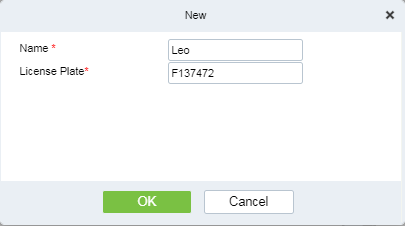 New
Name * Leo
License Plate* F137472
OK Cancel